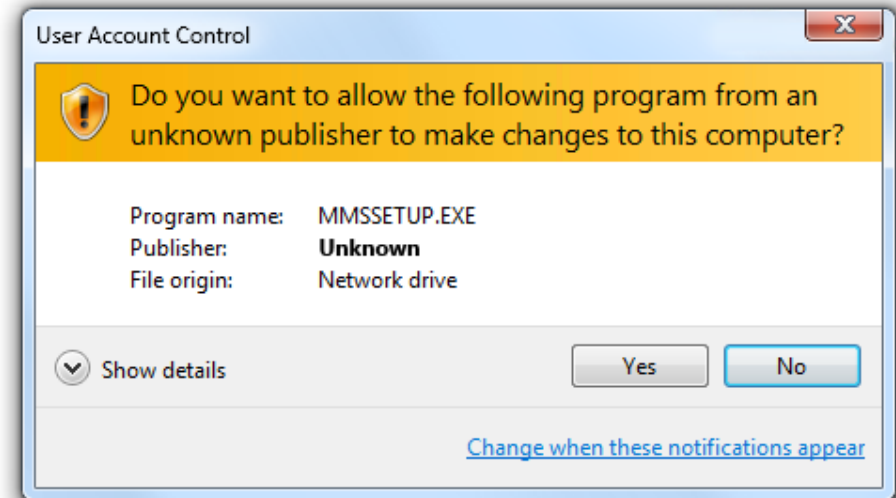 User Account Control
Do you want to allow the following program from an
unknown publisher to make changes to this computer?
Program name: MMSSETUP.EXE
Publisher: Unknown
File origin: Network drive
Show details
Yes
No
Change when these notifications appear